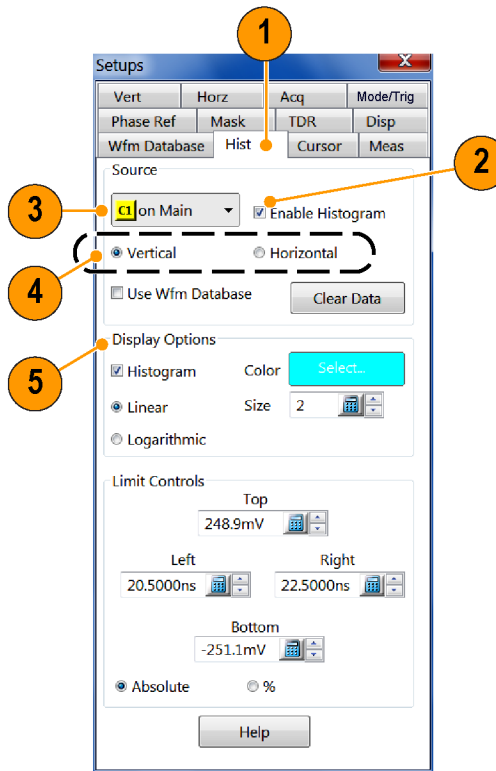 1
Setups
X
Vert Horz Acq Mode/Trig
Phase Ref Mask TDR Disp
Wfm Database Hist Cursor Meas
2
Source
3
C1 on Main
Enable Histogram
4
Vertical Horizontal
Use Wfm Database Clear Data
5
Display Options
Histogram Color Select...
Linear Size 2
Logarithmic
Limit Controls
Top
248.9mV
Left Right
20.5000ns 22.5000ns
Bottom
-251.1mV
Absolute %
Help